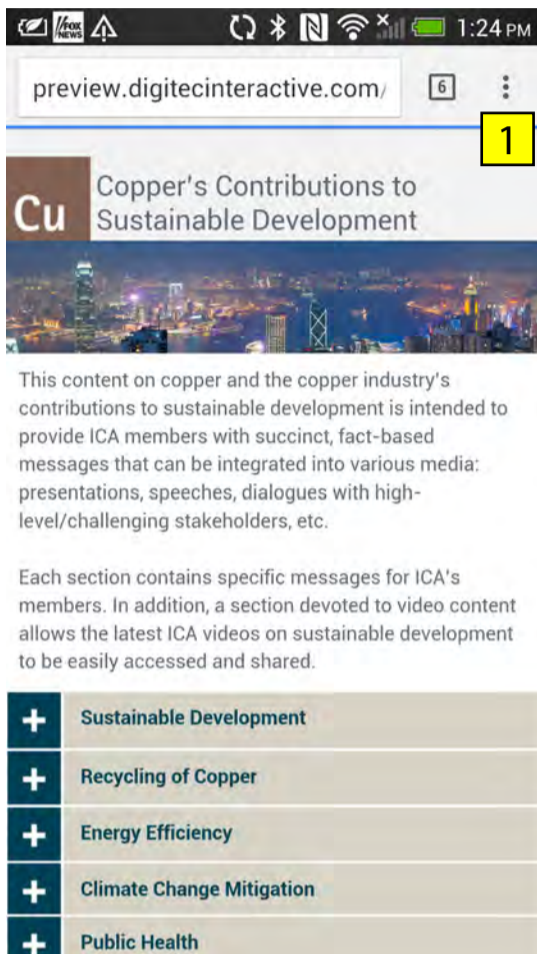 FOX
NEWS
1:24 PM
preview.digitecinteractive.com/
6
1
Cu
Copper's Contributions to
Sustainable Development
This content on copper and the copper industry's
contributions to sustainable development is intended to
provide ICA members with succinct, fact-based
messages that can be integrated into various media:
presentations, speeches, dialogues with high-
level/challenging stakeholders, etc.
Each section contains specific messages for ICA's
members. In addition, a section devoted to video content
allows the latest ICA videos on sustainable development
to be easily accessed and shared.
Sustainable Development
Recycling of Copper
Energy Efficiency
Climate Change Mitigation
Public Health